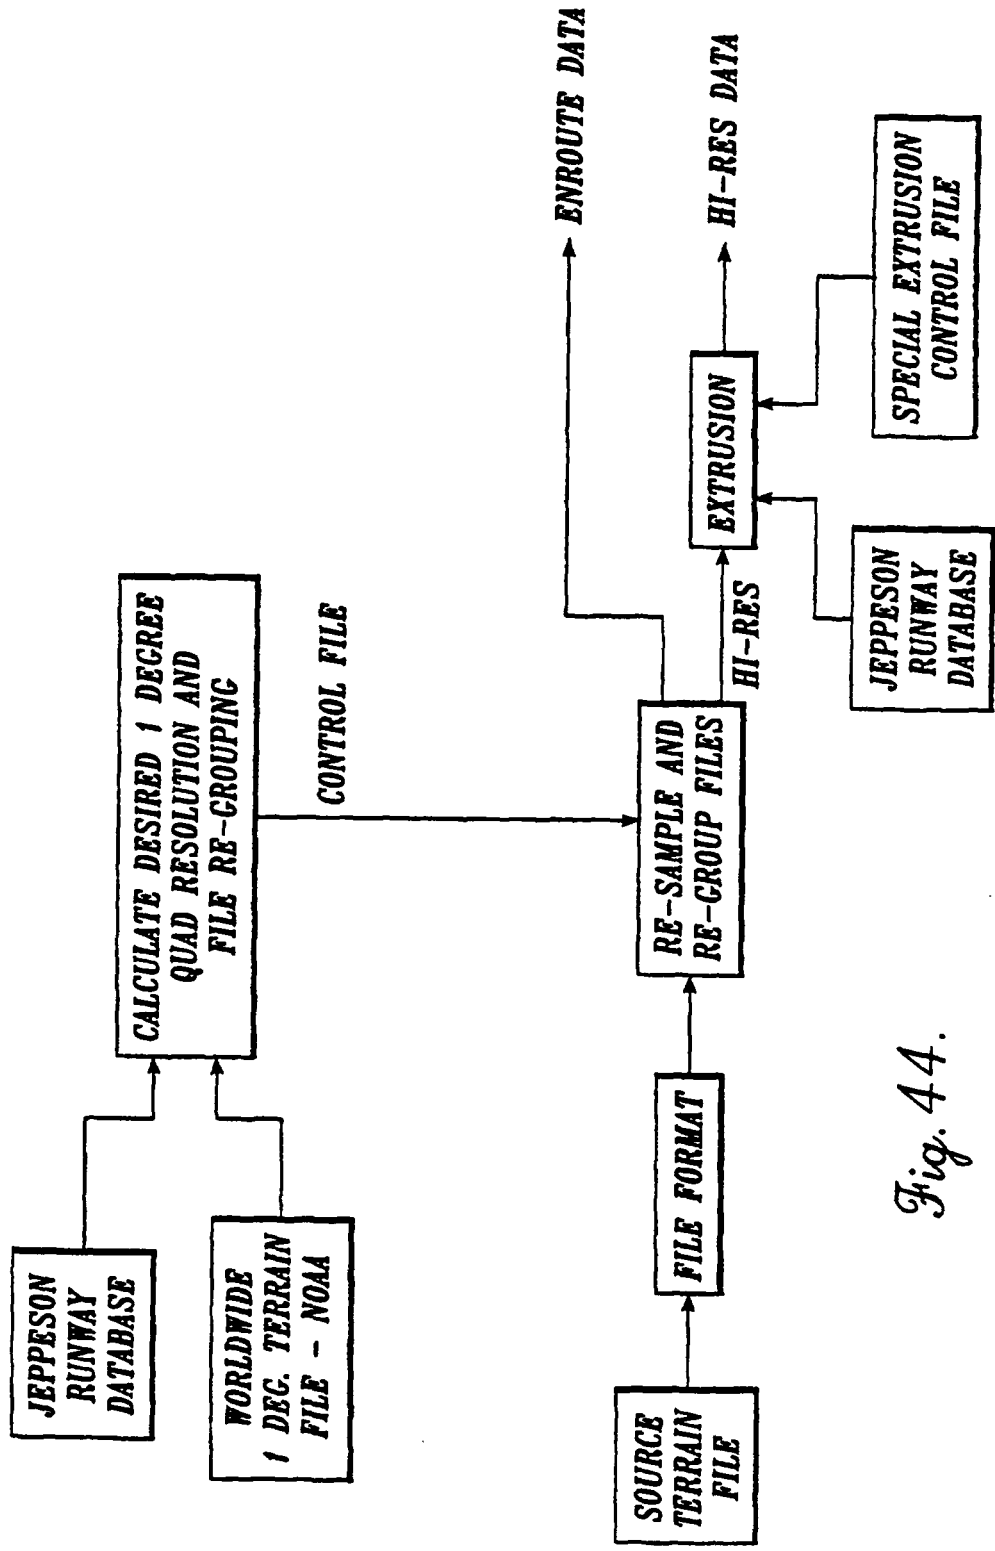 JEPPESON
RUNWAY
DATABASE
WORLDWIDE
1 DEG. TERRAIN
FILE - NOAA
CALCULATE DESIRED 1 DEGREE
QUAD RESOLUTION AND
FILE RE-GROUPING
CONTROL FILE
SOURCE
TERRAIN
FILE
FILE FORMAT
RE-SAMPLE AND
RE-GROUP FILES
ENROUTE DATA
HI-RES
EXTRUSION
HI-RES DATA
JEPPESON
RUNWAY
DATABASE
SPECIAL EXTRUSION
CONTROL FILE
Fig. 44.